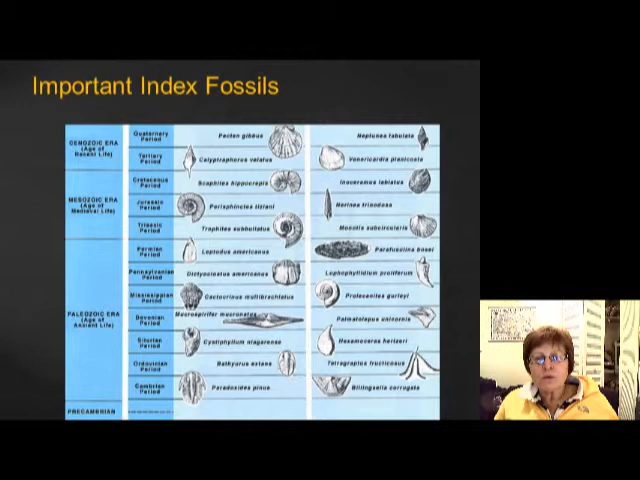 Important Index Fossils
CENOZOIC ERA
(Age of
Recent Life)
Quaternary
Period
Pecten gibbus
Neptunea tabulata
Tertiary
Period
Calyptraphorus velatus
Venericardia planicosta
MESOZOIC ERA
(Age of
Medieval Life)
Cretaceous
Period
Scaphites hippocrepis
Inoceramus labiatus
Jurassic
Period
Perisphinctes tiziani
Nerinea trinodosa
Triassic
Period
Trophites subbullatus
Monotis subcircularis
PALEOZOIC ERA
(Age of
Ancient Life)
Permian
Period
Leptodus americanus
Parafusulina bosei
Pennsylvanian
Period
Dictyoclostus americanus
Lophophyllidium proliferum
Mississippian
Period
Cactocrinus multibrachiatus
Prolecanites gurleyi
Devonian
Period
Mucrospirifer mucronatus
Palmatolepus unicornis
Silurian
Period
Cystiphyllum niagarense
Hexamoceras hertzeri
Ordovician
Period
Bathyurus extans
Tetragraptus fructicosus
Cambrian
Period
Paradoxides pinus
Billingsella corrugata
PRECAMBRIAN